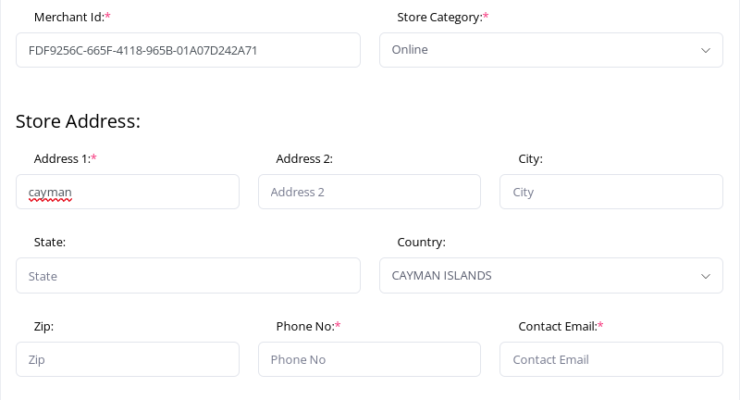 Merchant Id:* Store Category:*
FDF9256C-665F-4118-965B-01A07D242A71 Online
Store Address:
Address 1:* Address 2: City:
cayman Address 2 City
State: Country:
State CAYMAN ISLANDS
Zip: Phone No:* Contact Email:*
Zip Phone No Contact Email